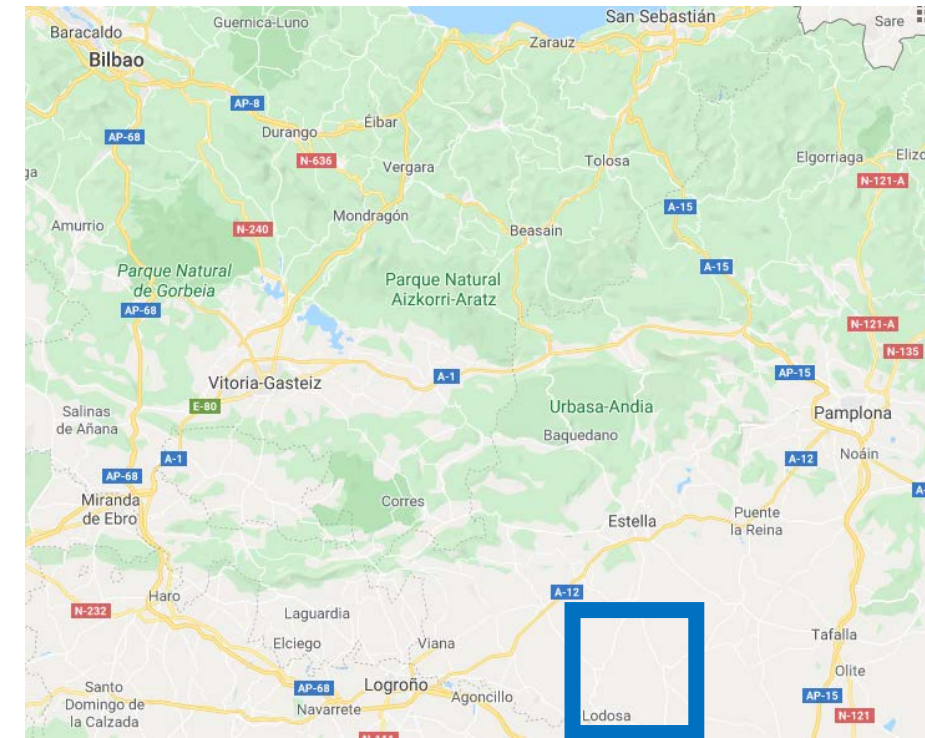 Guernica-Luno
San Sebastián
Sare
Baracaldo
Zarauz
Bilbao
AP-8
Éibar
Durango
AP-68
N-636
Vergara
Tolosa
Elgorriaga
N-121-A
A-15
Mondragón
Amurrio
N-240
Beasain
Parque Natural
de Gorbeia
Parque Natural
Aizkorri-Aratz
A-15
AP-68
N-121-A
N-135
Vitoria-Gasteiz
A-1
AP-15
E-80
Urbasa-Andia
Salinas
de Añana
Pamplona
Baquedano
A-1
A-12
Noáin
AP-68
Miranda
de Ebro
Corres
Estella
Puente
la Reina
A-12
Haro
N-232
Laguardia
Elciego
Viana
Tafalla
Olite
Santo
Domingo de
la Calzada
AP-68
Navarrete
Logroño
Agoncillo
AP-15
N-121
Lodosa